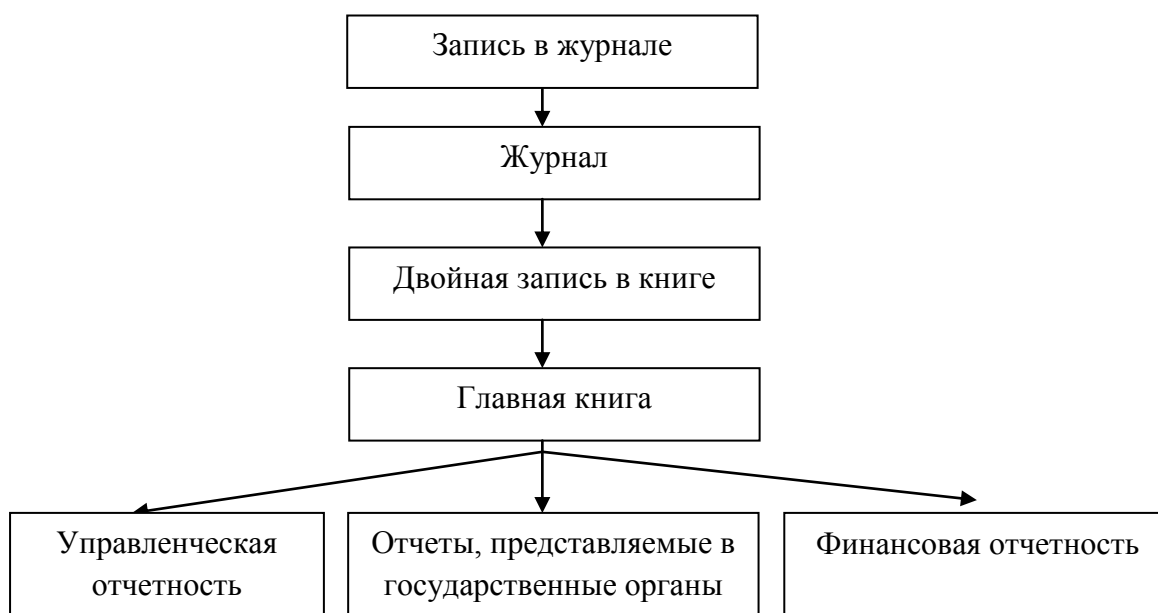 Запись в журнале
Журнал
Двойная запись в книге
Главная книга
Управленческая
отчетность
Отчеты, представляемые в
государственные органы
Финансовая отчетность